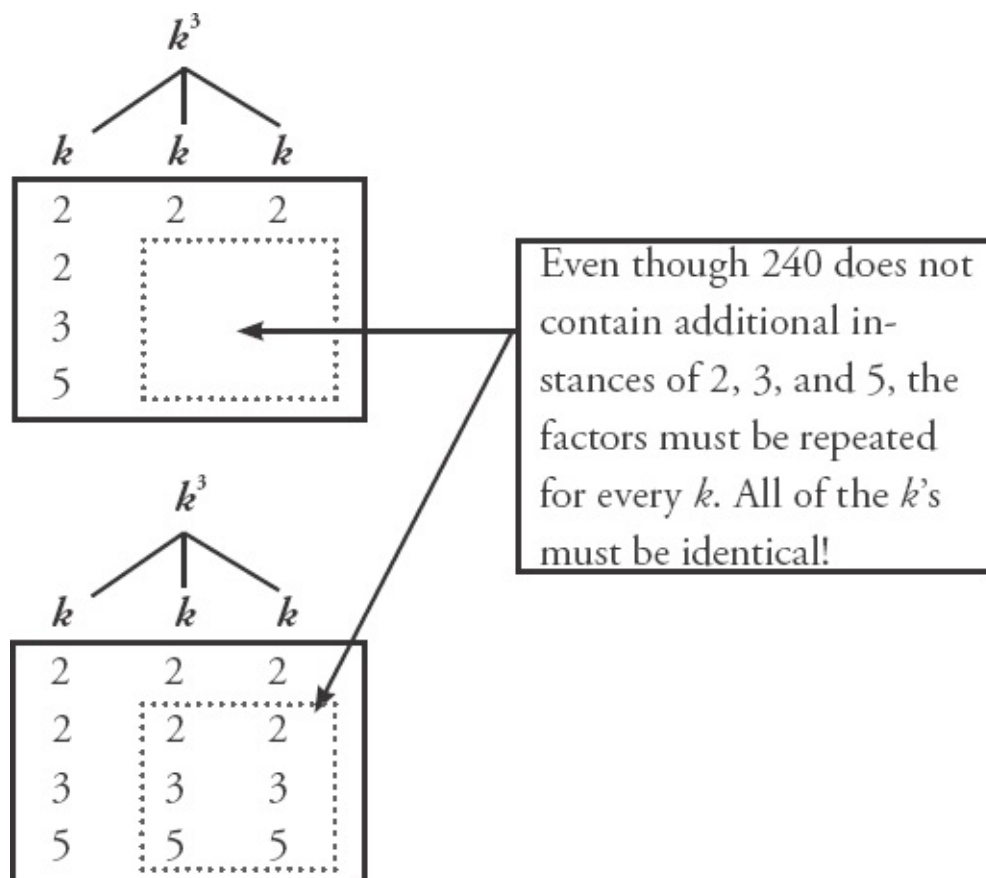 k³
k k k
2 2 2
2
3
5
Even though 240 does not
contain additional in-
stances of 2, 3, and 5, the
factors must be repeated
for every k. All of the k’s
must be identical!
k³
k k k
2 2 2
2 2 2
3 3 3
5 5 5